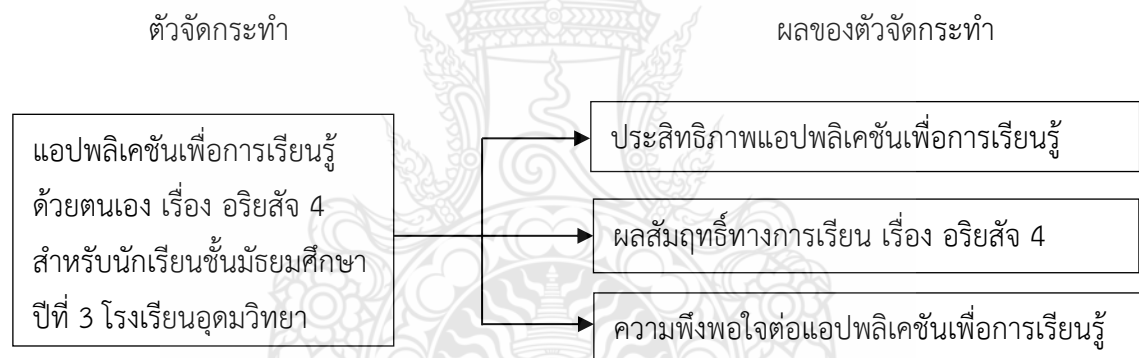 ตัวจัดกระทำ
ผลของตัวจัดกระทำ
แอปพลิเคชันเพื่อการเรียนรู้
ด้วยตนเอง เรื่อง อริยสัจ 4
สำหรับนักเรียนชั้นมัธยมศึกษา
ปีที่ 3 โรงเรียนอุดมวิทยา
ประสิทธิภาพแอปพลิเคชันเพื่อการเรียนรู้
ผลสัมฤทธิ์ทางการเรียน เรื่อง อริยสัจ 4
ความพึงพอใจต่อแอปพลิเคชันเพื่อการเรียนรู้